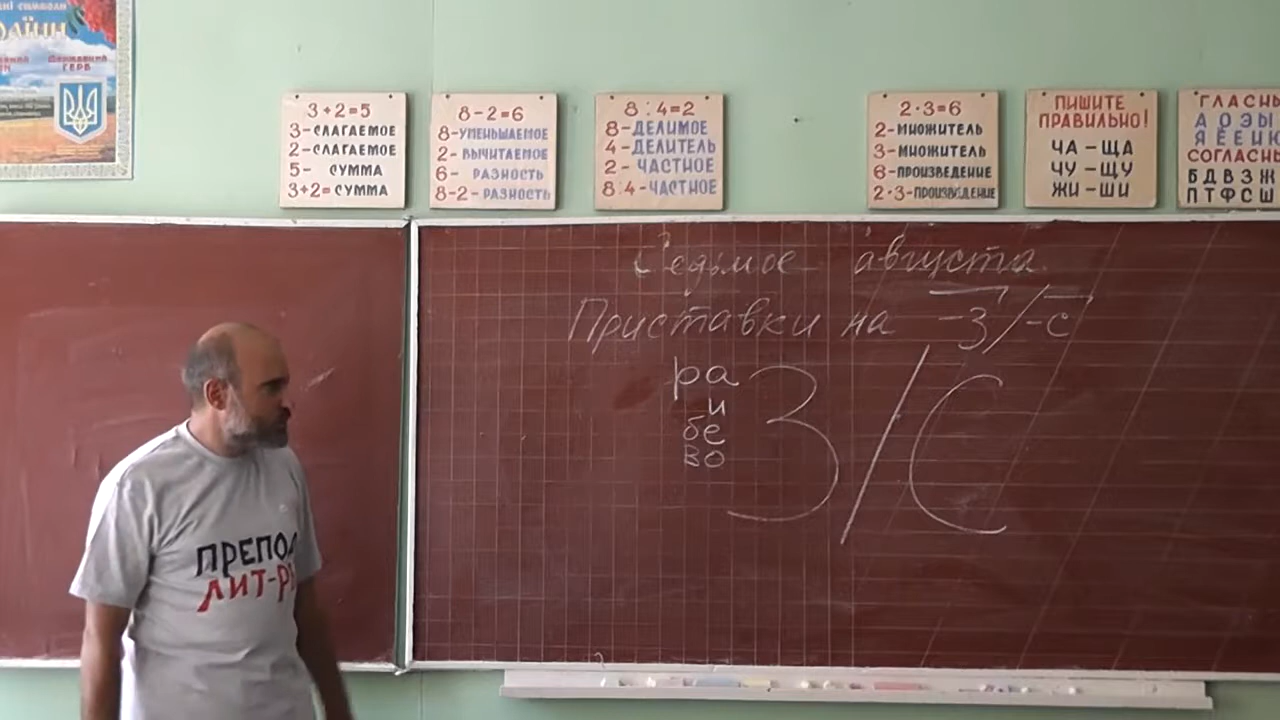 3+2=5
3-СЛАГАЕМОЕ
2-СЛАГАЕМОЕ
5- СУММА
3+2=СУММА
8-2=6
8-УМЕНЬШАЕМОЕ
2-ВЫЧИТАЕМОЕ
6- РАЗНОСТЬ
8-2-РАЗНОСТЬ
8:4=2
8-ДЕЛИМОЕ
4-ДЕЛИТЕЛЬ
2-ЧАСТНОЕ
8:4-ЧАСТНОЕ
2·3=6
2-МНОЖИТЕЛЬ
3-МНОЖИТЕЛЬ
6-ПРОИЗВЕДЕНИЕ
2·3-ПРОИЗВЕДЕНИЕ
ПИШИТЕ
ПРАВИЛЬНО!
ЧА-ЩА
ЧУ-ЩУ
ЖИ-ШИ
ГЛАСНЫ
А О Э Ы
Я Ё Е И
СОГЛАСНЫ
Б Д В З Ж
П Т Ф С Ш
ГЕРБ
Седьмое августа
Приставки на -з/-с
ра
и
бе
во
З/С
ПРЕПОД
ЛИТ-РЫ